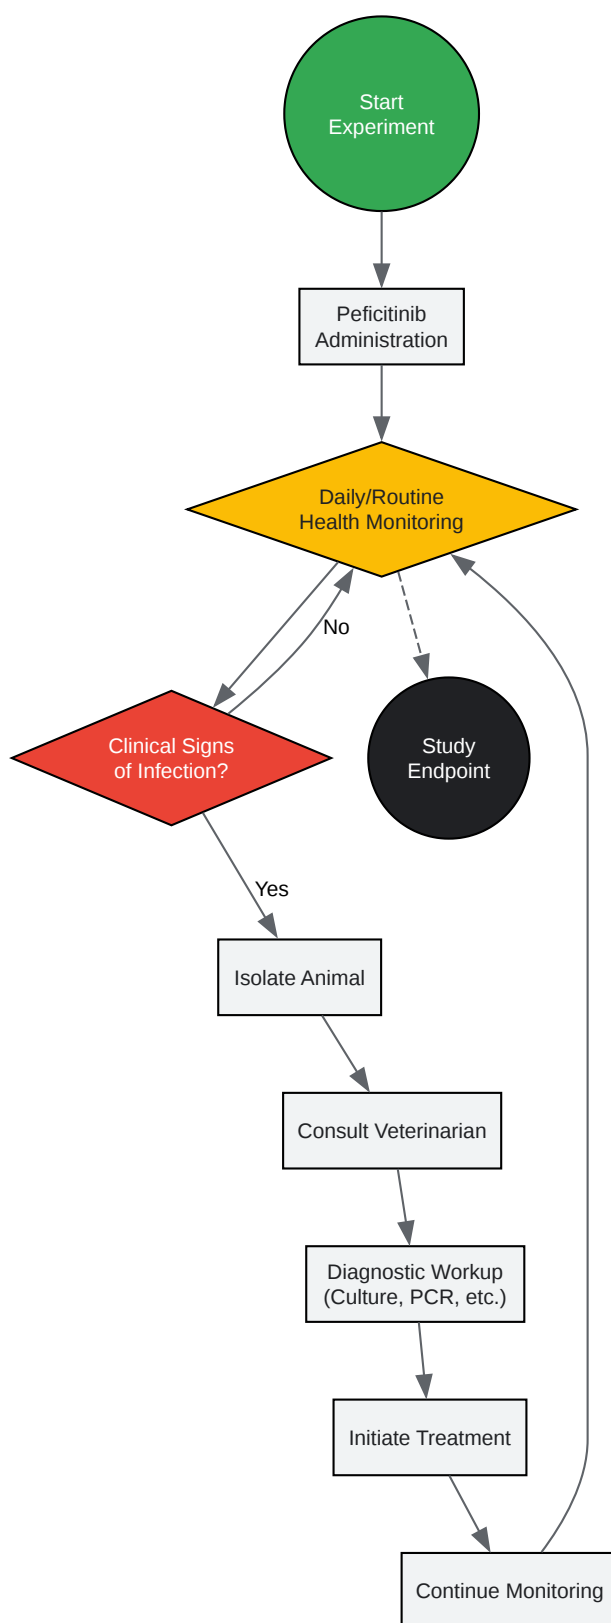 Start
Experiment
Peficitinib
Administration
Daily/Routine
Health Monitoring
No
Clinical Signs
of Infection?
Study
Endpoint
Yes
Isolate Animal
Consult Veterinarian
Diagnostic Workup
(Culture, PCR, etc.)
Initiate Treatment
Continue Monitoring